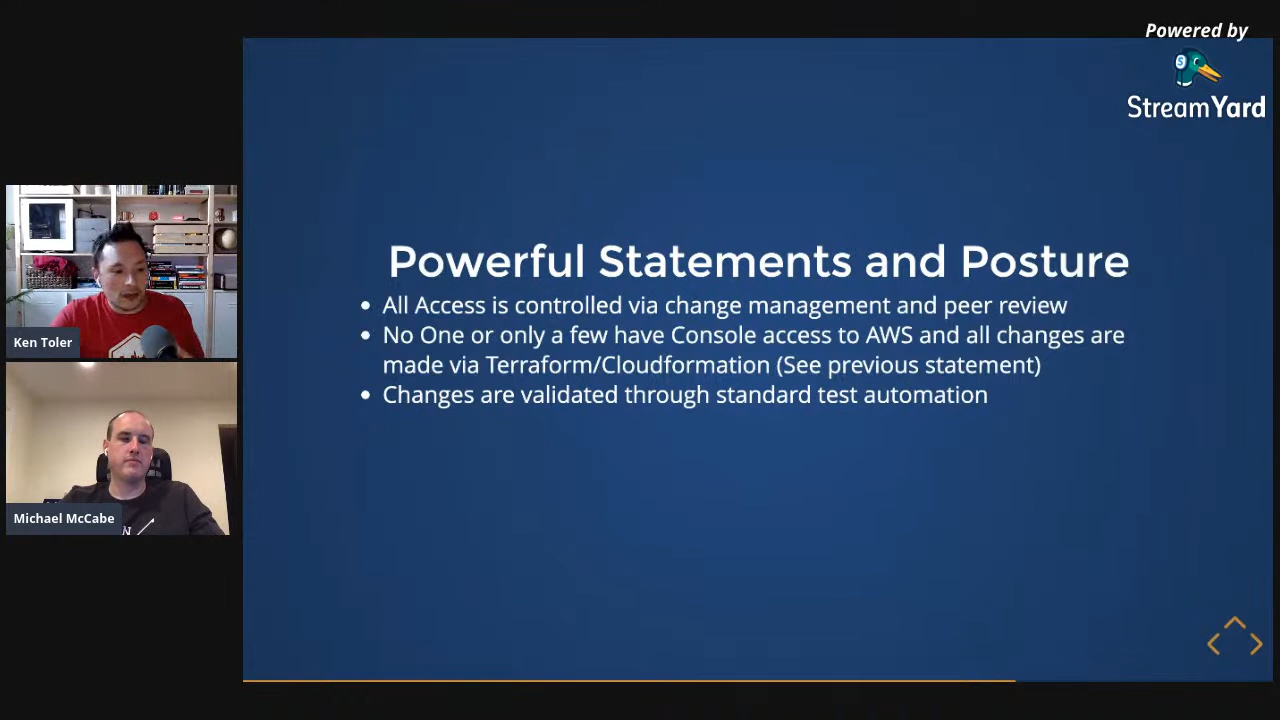 Powered by
StreamYard
Powerful Statements and Posture
All Access is controlled via change management and peer review
No One or only a few have Console access to AWS and all changes are
made via Terraform/Cloudformation (See previous statement)
Changes are validated through standard test automation
Ken Toler
Michael McCabe